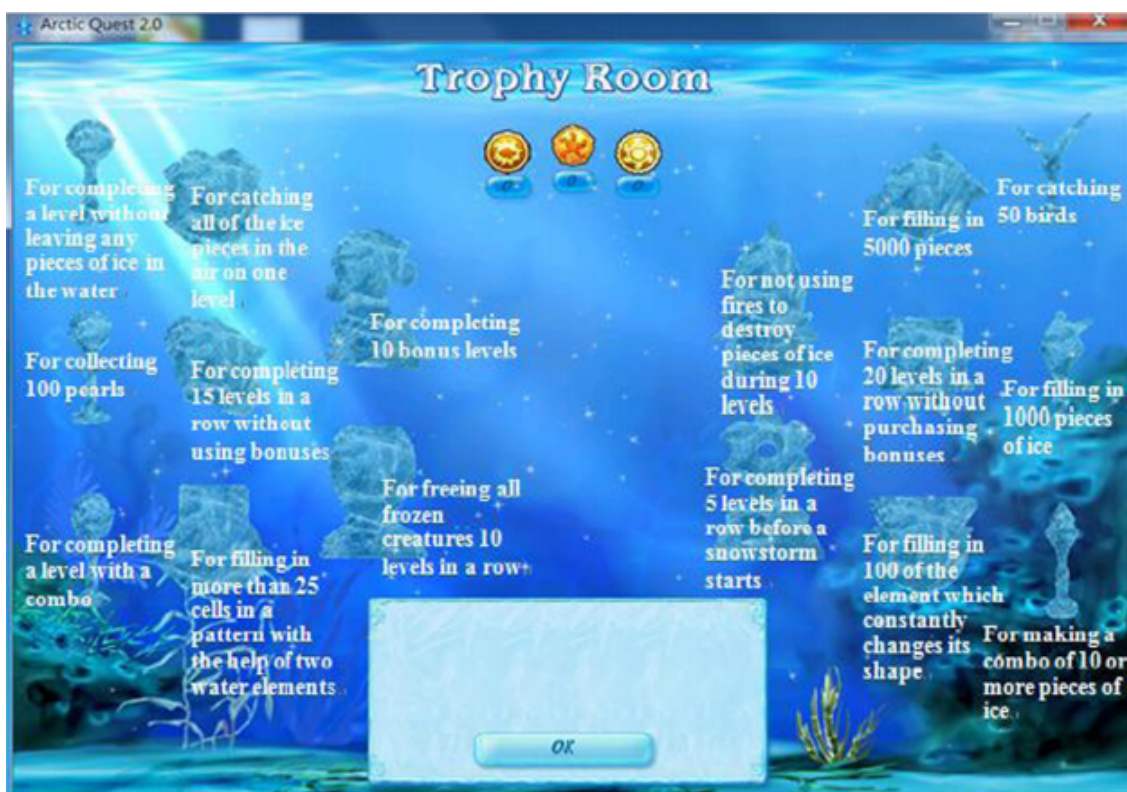 Arctic Quest 2.0
Trophy Room
0
0
0
For completing
a level without
leaving any
pieces of ice in
the water
For catching
all of the ice
pieces in the
air on one
level
For completing
10 bonus levels
For not using
fires to
destroy
pieces of ice
during 10
levels
For filling in
5000 pieces
For catching
50 birds
For collecting
100 pearls
For completing
15 levels in a
row without
using bonuses
For completing
20 levels in a
row without
purchasing
bonuses
For filling in
1000 pieces
of ice
For completing
a level with a
combo
For filling in
more than 25
cells in a
pattern with
the help of two
water elements
For freeing all
frozen
creatures 10
levels in a row
For completing
5 levels in a
row before a
snowstorm
starts
For filling in
100 of the
element which
constantly
changes its
shape
For making a
combo of 10 or
more pieces of
ice.
OK